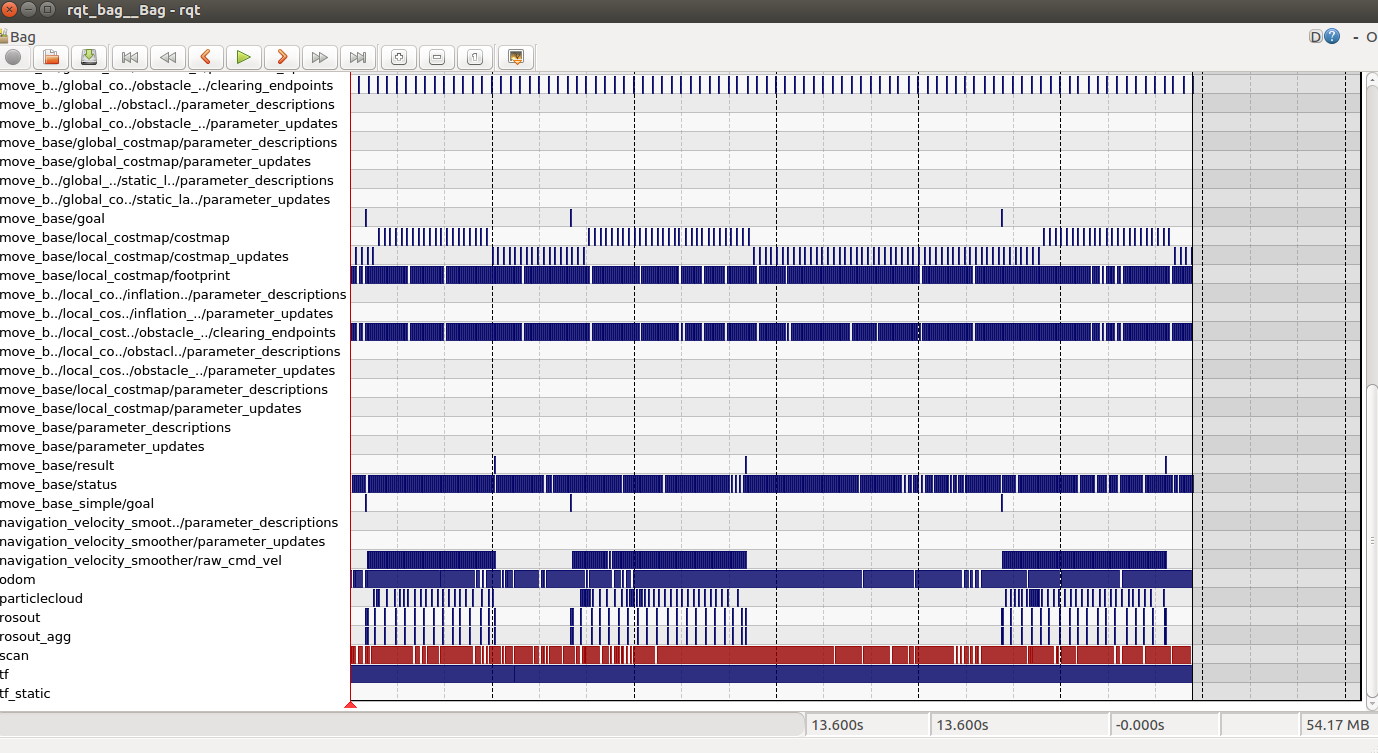 rqt_bag__Bag - rqt
Bag
D ? - O
move_b../global_co../obstacle_../clearing_endpoints
move_b../global_../obstacl../parameter_descriptions
move_b../global_co../obstacle_../parameter_updates
move_base/global_costmap/parameter_descriptions
move_base/global_costmap/parameter_updates
move_b../global_../static_l../parameter_descriptions
move_b../global_co../static_la../parameter_updates
move_base/goal
move_base/local_costmap/costmap
move_base/local_costmap/costmap_updates
move_base/local_costmap/footprint
move_b../local_co../inflation../parameter_descriptions
move_b../local_cos../inflation_../parameter_updates
move_b../local_cost../obstacle_../clearing_endpoints
move_b../local_co../obstacl../parameter_descriptions
move_b../local_cos../obstacle_../parameter_updates
move_base/local_costmap/parameter_descriptions
move_base/local_costmap/parameter_updates
move_base/parameter_descriptions
move_base/parameter_updates
move_base/result
move_base/status
move_base_simple/goal
navigation_velocity_smoot../parameter_descriptions
navigation_velocity_smoother/parameter_updates
navigation_velocity_smoother/raw_cmd_vel
odom
particlecloud
rosout
rosout_agg
scan
tf
tf_static
13.600s 13.600s -0.000s 54.17 MB